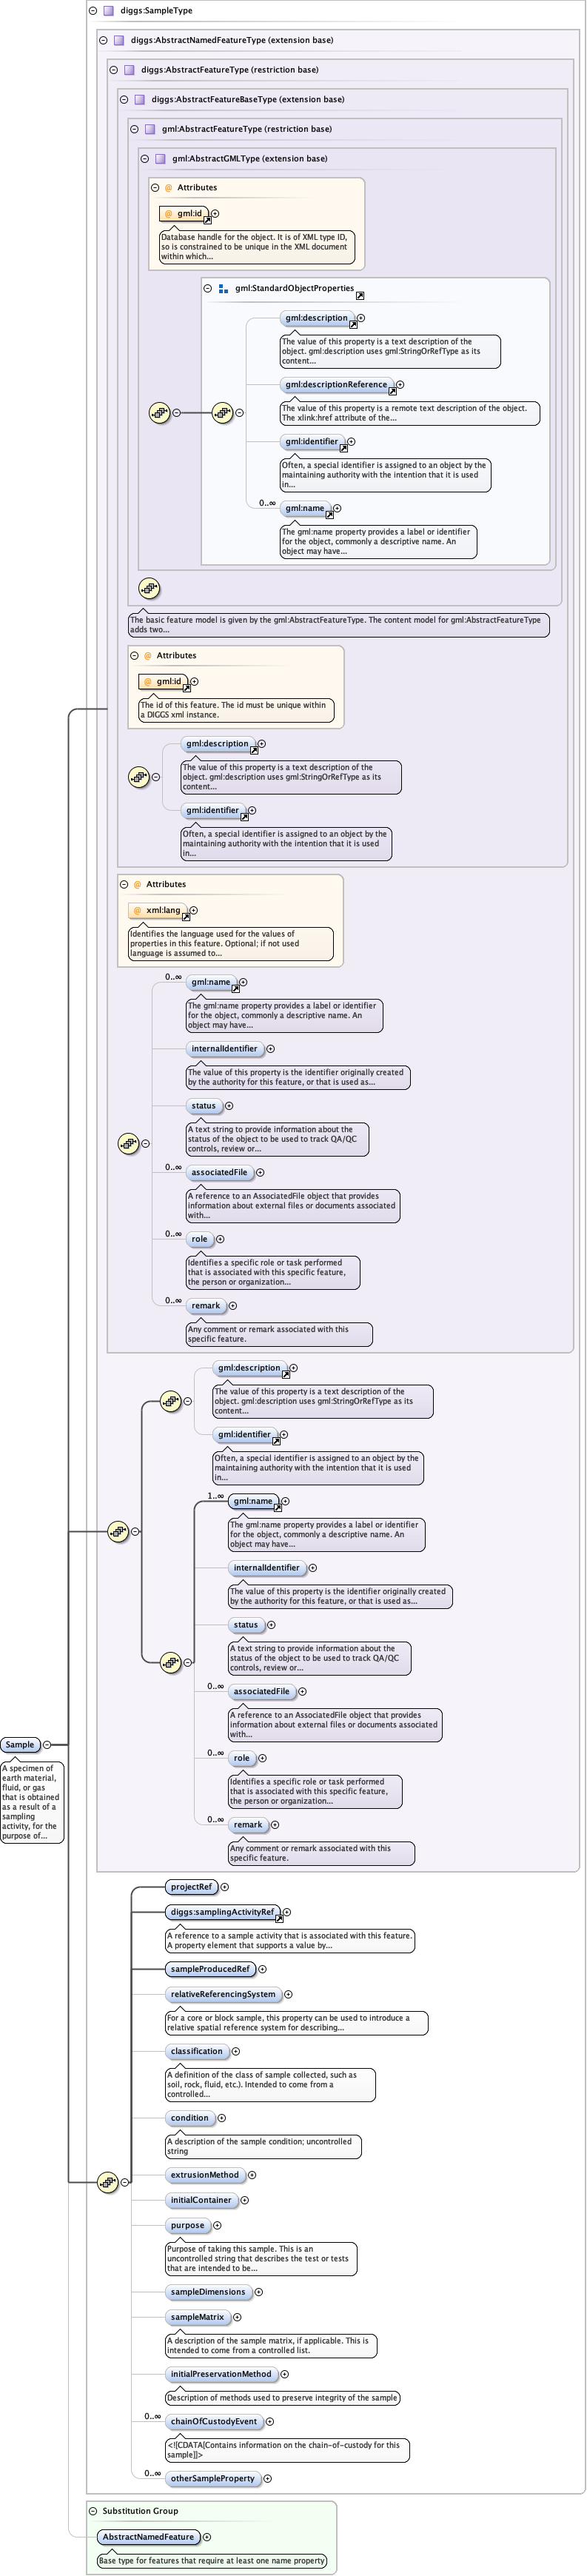 diggs:SampleType
diggs:AbstractNamedFeatureType (extension base)
diggs:AbstractFeatureType (restriction base)
diggs:AbstractFeatureBaseType (extension base)
gml:AbstractFeatureType (restriction base)
gml:AbstractGMLType (extension base)
@ Attributes
@ gml:id
Database handle for the object. It is of XML type ID,
so is constrained to be unique in the XML document
within which...
gml:StandardObjectProperties
gml:description
The value of this property is a text description of the
object. gml:description uses gml:StringOrRefType as its
content...
gml:descriptionReference
The value of this property is a remote text description of the object.
The xlink:href attribute of the...
gml:identifier
Often, a special identifier is assigned to an object by the
maintaining authority with the intention that it is used
in...
0..∞
gml:name
The gml:name property provides a label or identifier
for the object, commonly a descriptive name. An
object may have...
The basic feature model is given by the gml:AbstractFeatureType. The content model for gml:AbstractFeatureType
adds two...
@ Attributes
@ gml:id
The id of this feature. The id must be unique within
a DIGGS xml instance.
gml:description
The value of this property is a text description of the
object. gml:description uses gml:StringOrRefType as its
content...
gml:identifier
Often, a special identifier is assigned to an object by the
maintaining authority with the intention that it is used
in...
@ Attributes
@ xml:lang
Identifies the language used for the values of
properties in this feature. Optional; if not used
language is assumed to...
0..∞
gml:name
The gml:name property provides a label or identifier
for the object, commonly a descriptive name. An
object may have...
internalIdentifier
The value of this property is the identifier originally created
by the authority for this feature, or that is used as...
status
A text string to provide information about the
status of the object to be used to track QA/QC
controls, review or...
0..∞
associatedFile
A reference to an AssociatedFile object that provides
information about external files or documents associated
with...
0..∞
role
Identifies a specific role or task performed
that is associated with this specific feature,
the person or organization...
0..∞
remark
Any comment or remark associated with this
specific feature.
gml:description
The value of this property is a text description of the
object. gml:description uses gml:StringOrRefType as its
content...
gml:identifier
Often, a special identifier is assigned to an object by the
maintaining authority with the intention that it is used
in...
1..∞
gml:name
The gml:name property provides a label or identifier
for the object, commonly a descriptive name. An
object may have...
internalIdentifier
The value of this property is the identifier originally created
by the authority for this feature, or that is used as...
status
A text string to provide information about the
status of the object to be used to track QA/QC
controls, review or...
0..∞
associatedFile
A reference to an AssociatedFile object that provides
information about external files or documents associated
with...
0..∞
role
Identifies a specific role or task performed
that is associated with this specific feature,
the person or organization...
0..∞
remark
Any comment or remark associated with this
specific feature.
Sample
A specimen of
earth material,
fluid, or gas
that is obtained
as a result of a
sampling
activity, for the
purpose of...
projectRef
diggs:samplingActivityRef
A reference to a sample activity that is associated with this feature.
A property element that supports a value by...
sampleProducedRef
relativeReferencingSystem
For a core or block sample, this property can be used to introduce a
relative spatial reference system for describing...
classification
A definition of the class of sample collected, such as
soil, rock, fluid, etc.). Intended to come from a
controlled...
condition
A description of the sample condition; uncontrolled
string
extrusionMethod
initialContainer
purpose
Purpose of taking this sample. This is an
uncontrolled string that describes the test or tests
that are intended to be...
sampleDimensions
sampleMatrix
A description of the sample matrix, if applicable. This is
intended to come from a controlled list.
initialPreservationMethod
Description of methods used to preserve integrity of the sample
0..∞
chainOfCustodyEvent
<![CDATA[Contains information on the chain-of-custody for this
sample]]>
0..∞
otherSampleProperty
Substitution Group
AbstractNamedFeature
Base type for features that require at least one name property